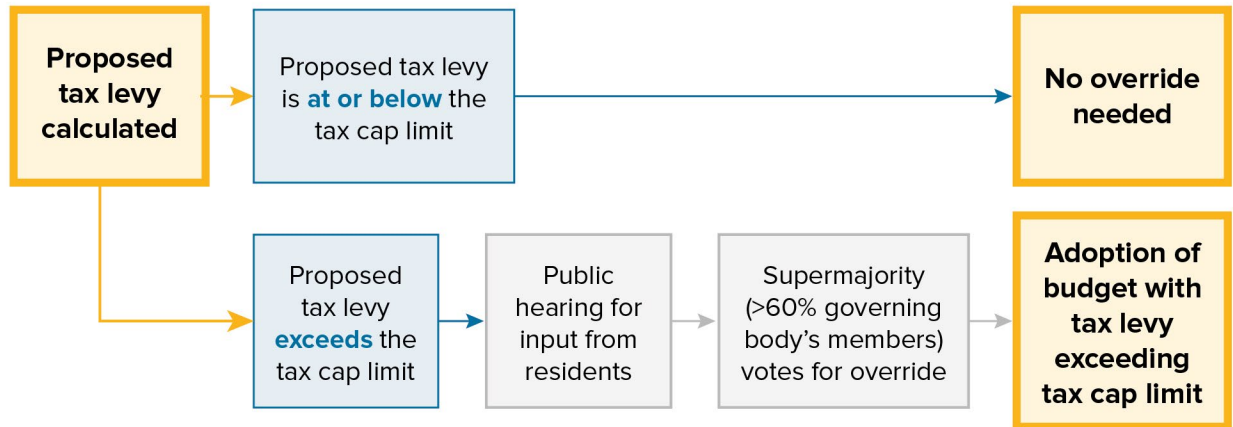 Proposed
tax levy
calculated
Proposed tax levy
is at or below the
tax cap limit
No override
needed
Proposed
tax levy
exceeds the
tax cap limit
Public
hearing for
input from
residents
Supermajority
(>60% governing
body’s members)
votes for override
Adoption of
budget with
tax levy
exceeding
tax cap limit